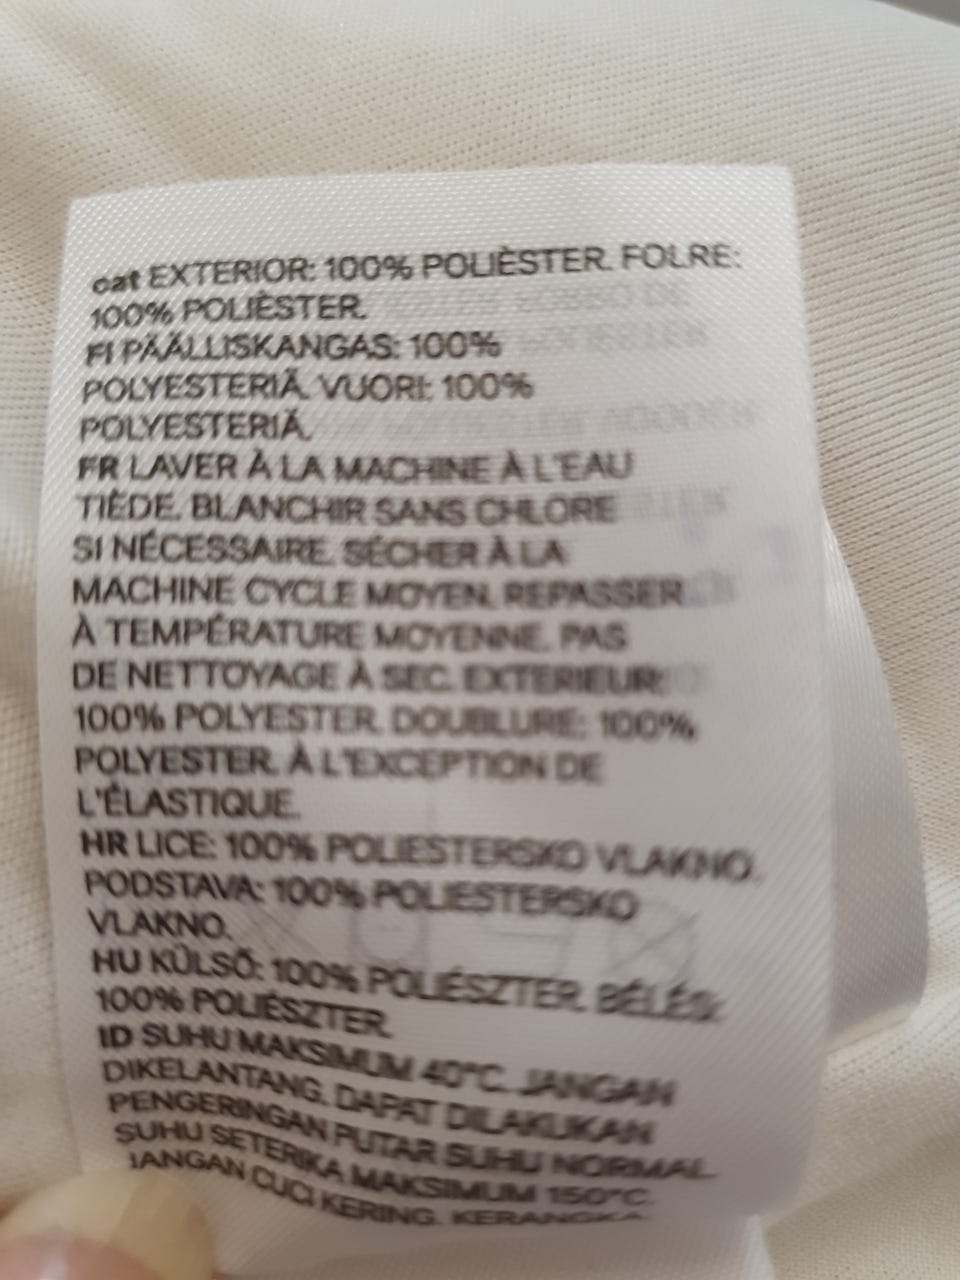 cat EXTERIOR: 100% POLIÈSTER. FOLRE:
100% POLIÈSTER.
FI PÄÄLLISKANGAS: 100%
POLYESTERIÄ. VUORI: 100%
POLYESTERIÄ.
FR LAVER À LA MACHINE À L'EAU
TIÈDE. BLANCHIR SANS CHLORE
SI NÉCESSAIRE. SÉCHER À LA
MACHINE CYCLE MOYEN. REPASSER
À TEMPÉRATURE MOYENNE. PAS
DE NETTOYAGE À SEC. EXTERIEUR:
100% POLYESTER. DOUBLURE: 100%
POLYESTER. À L'EXCEPTION DE
L'ÉLASTIQUE.
HR LICE: 100% POLIESTERSKO VLAKNO.
PODSTAVA: 100% POLIESTERSKO
VLAKNO.
HU KÜLSŐ: 100% POLIÉSZTER. BÉLÉS:
100% POLIÉSZTER.
ID SUHU MAKSIMUM 40°C. JANGAN
DIKELANTANG. DAPAT DILAKUKAN
PENGERINGAN PUTAR SUHU NORMAL.
SUHU SETERIKA MAKSIMUM 150°C.
JANGAN CUCI KERING. KERANGKA